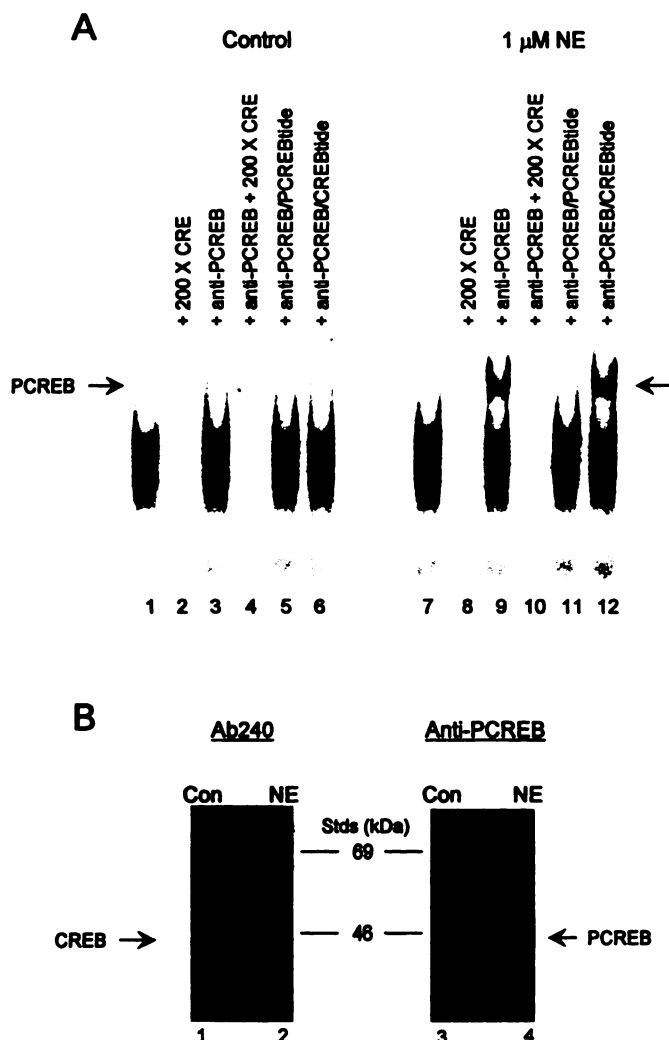 A
Control
1 μM NE
+ 200 X CRE
+ anti-PCREB
+ anti-PCREB + 200 X CRE
+ anti-PCREB/PCREBtide
+ anti-PCREB/CREBtide
+ 200 X CRE
+ anti-PCREB
+ anti-PCREB + 200 X CRE
+ anti-PCREB/PCREBtide
+ anti-PCREB/CREBtide
PCREB
1 2 3 4 5 6 7 8 9 10 11 12
B
Ab240 Anti-PCREB
Con NE Con NE
Stds (kDa)
69
CREB 46 PCREB
1 2 3 4